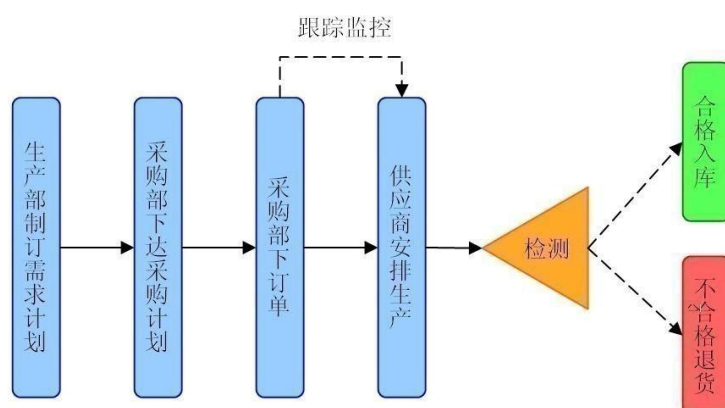 跟踪监控
生产部制订需求计划
采购部下达采购计划
采购部下订单
供应商安排生产
检测
合格入库
不合格退货